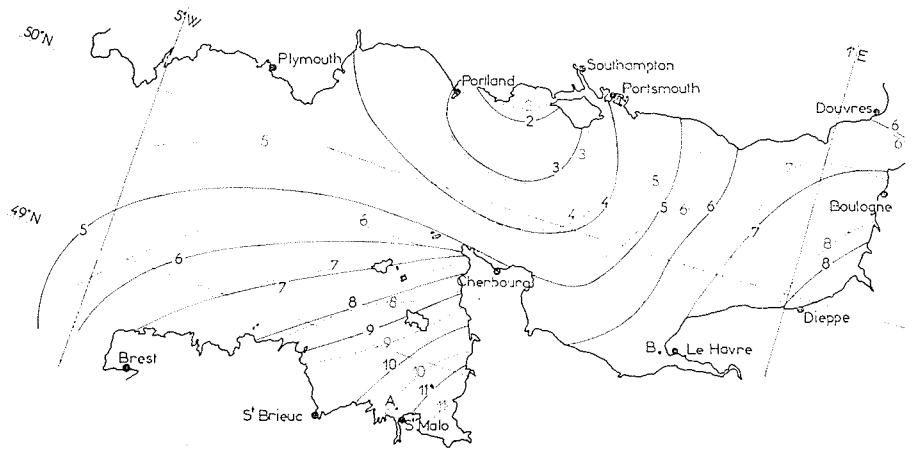 50°N
5°W
1°E
Plymouth
Southampton
Portland
Portsmouth
Douvres
2
2
6
6
5
3
3
7
5
4
4
5
6
6
49°N
5
6
7
Boulogne
8
8
6
7
7
Cherbourg
8
8
9
9
Dieppe
Brest
10
10
B.
Le Havre
11
11
A.
St Brieuc
St Malo